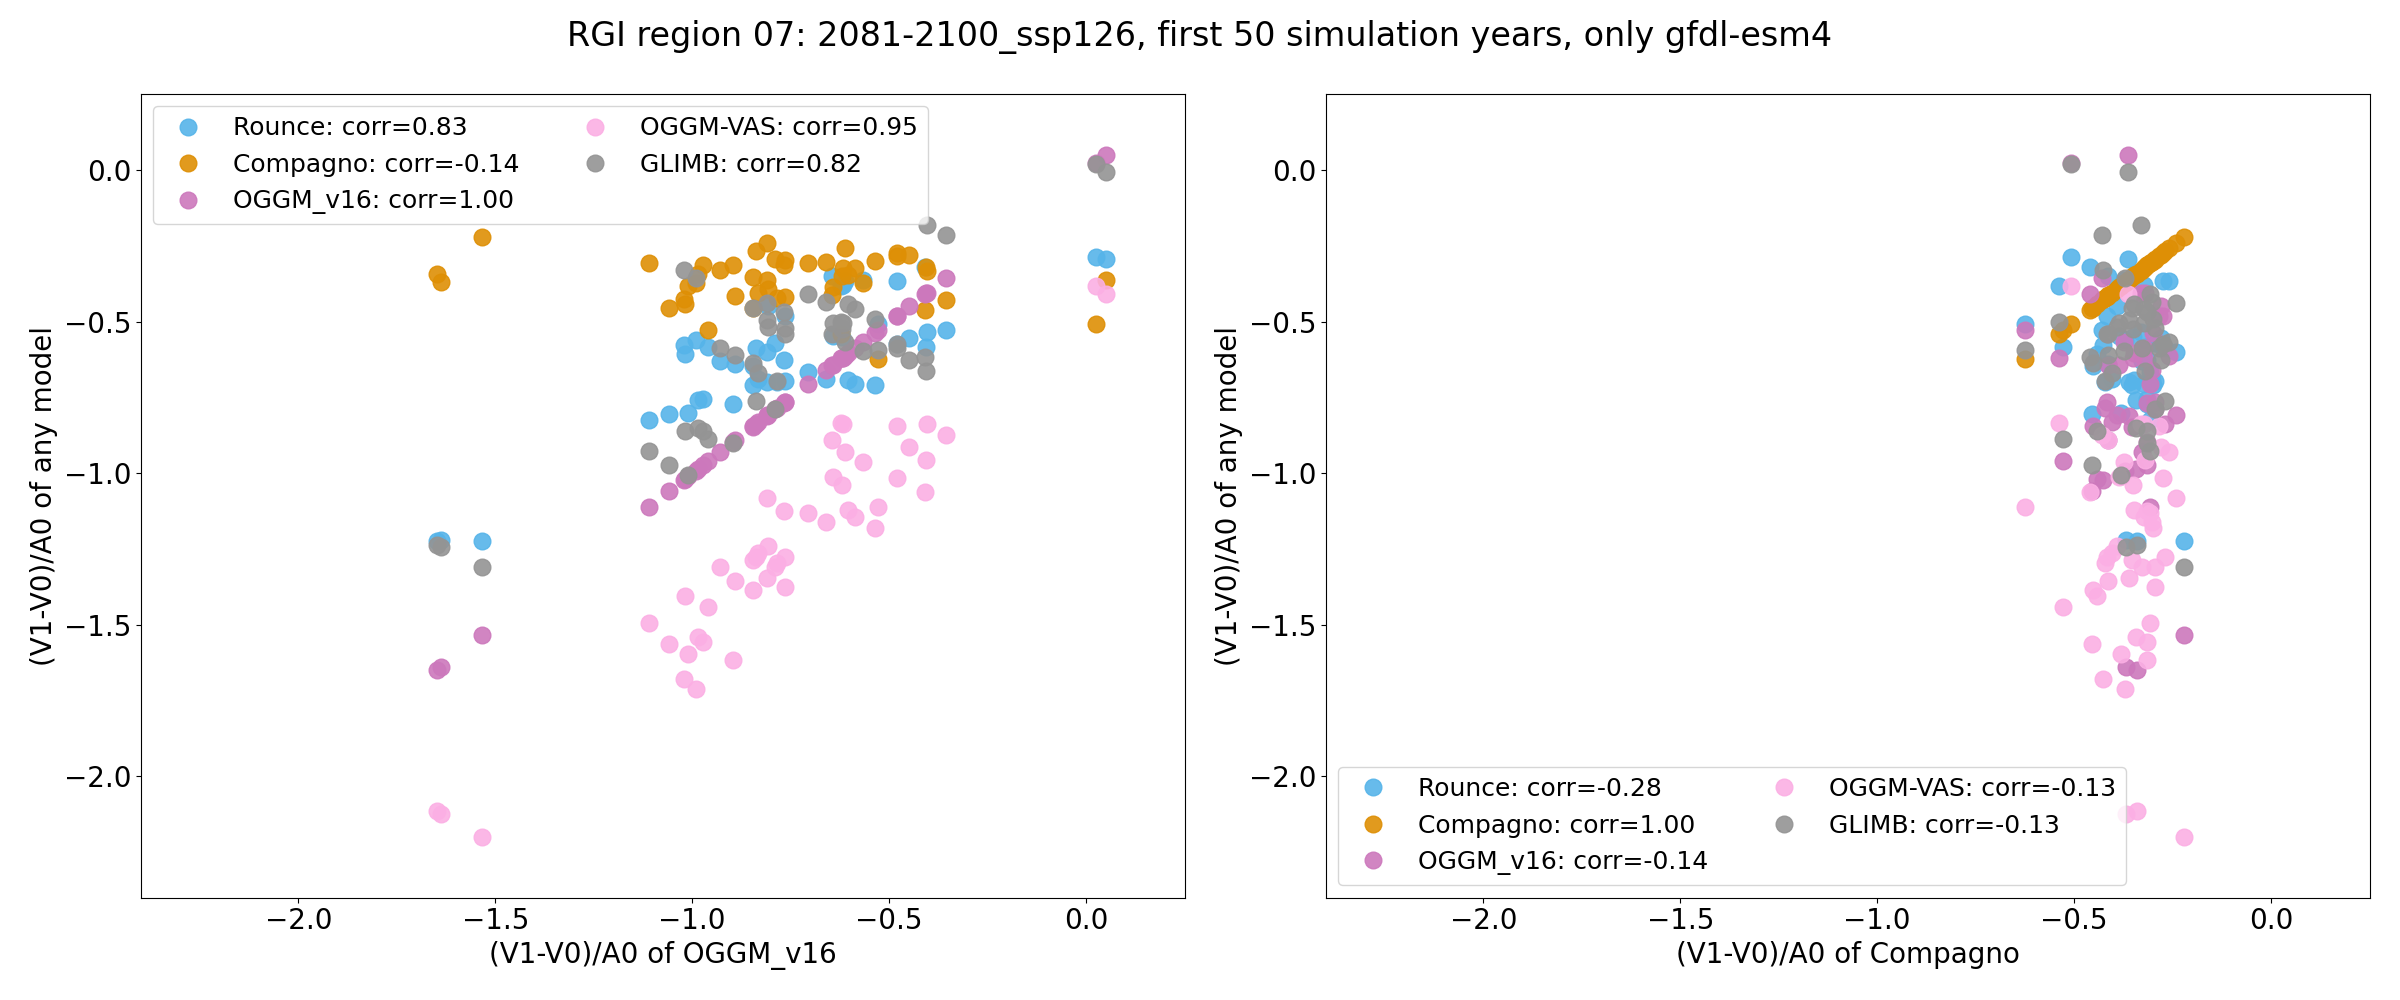 RGI region 07: 2081-2100_ssp126, first 50 simulation years, only gfdl-esm4
Rounce: corr=0.83
Compagno: corr=-0.14
OGGM_v16: corr=1.00
OGGM-VAS: corr=0.95
GLIMB: corr=0.82
(V1-V0)/A0 of any model
0.0
−0.5
−1.0
−1.5
−2.0
−2.0 −1.5 −1.0 −0.5 0.0
(V1-V0)/A0 of OGGM_v16
(V1-V0)/A0 of any model
0.0
−0.5
−1.0
−1.5
−2.0
Rounce: corr=-0.28
Compagno: corr=1.00
OGGM_v16: corr=-0.14
OGGM-VAS: corr=-0.13
GLIMB: corr=-0.13
−2.0 −1.5 −1.0 −0.5 0.0
(V1-V0)/A0 of Compagno